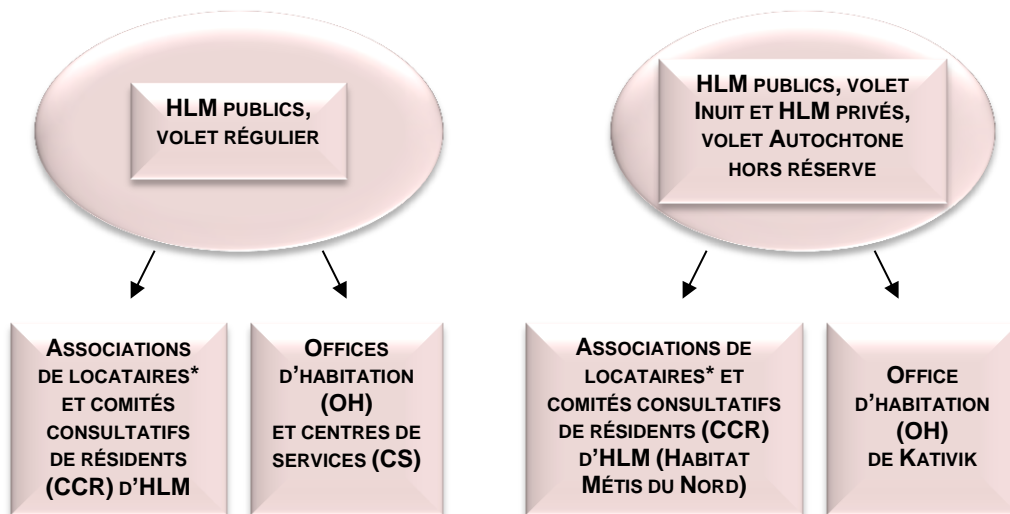 HLM PUBLICS,
VOLET RÉGULIER
HLM PUBLICS, VOLET
INUIT ET HLM PRIVÉS,
VOLET AUTOCHTONE
HORS RÉSERVE
ASSOCIATIONS
DE LOCATAIRES*
ET COMITÉS
CONSULTATIFS
DE RÉSIDENTS
(CCR) D’HLM
OFFICES
D’HABITATION
(OH)
ET CENTRES DE
SERVICES (CS)
ASSOCIATIONS DE
LOCATAIRES* ET
COMITÉS CONSULTATIFS
DE RÉSIDENTS (CCR)
D’HLM (HABITAT
MÉTIS DU NORD)
OFFICE
D’HABITATION
(OH)
DE KATIVIK